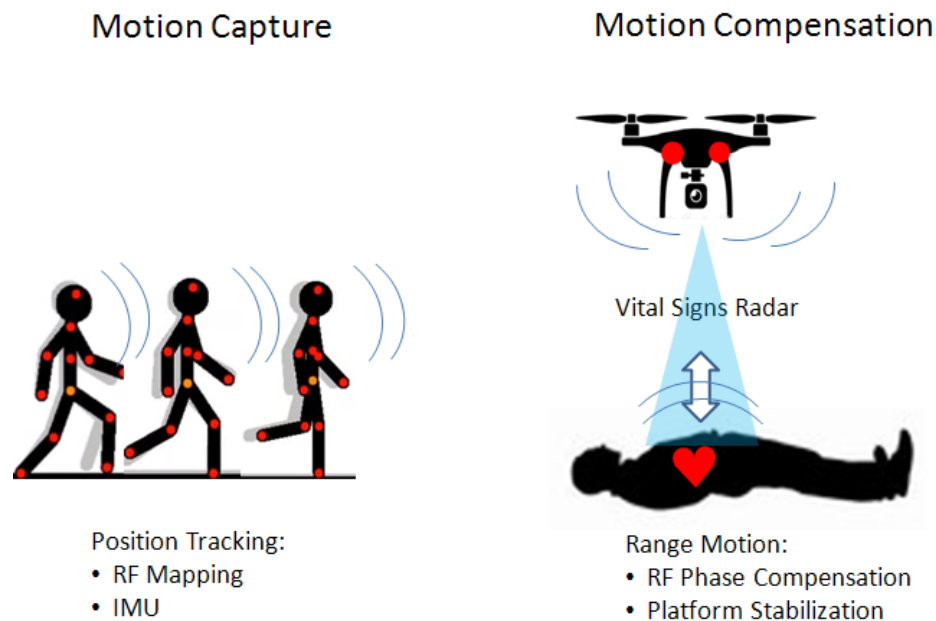 Motion Capture
Motion Compensation
Vital Signs Radar
Position Tracking:
• RF Mapping
• IMU
Range Motion:
• RF Phase Compensation
• Platform Stabilization